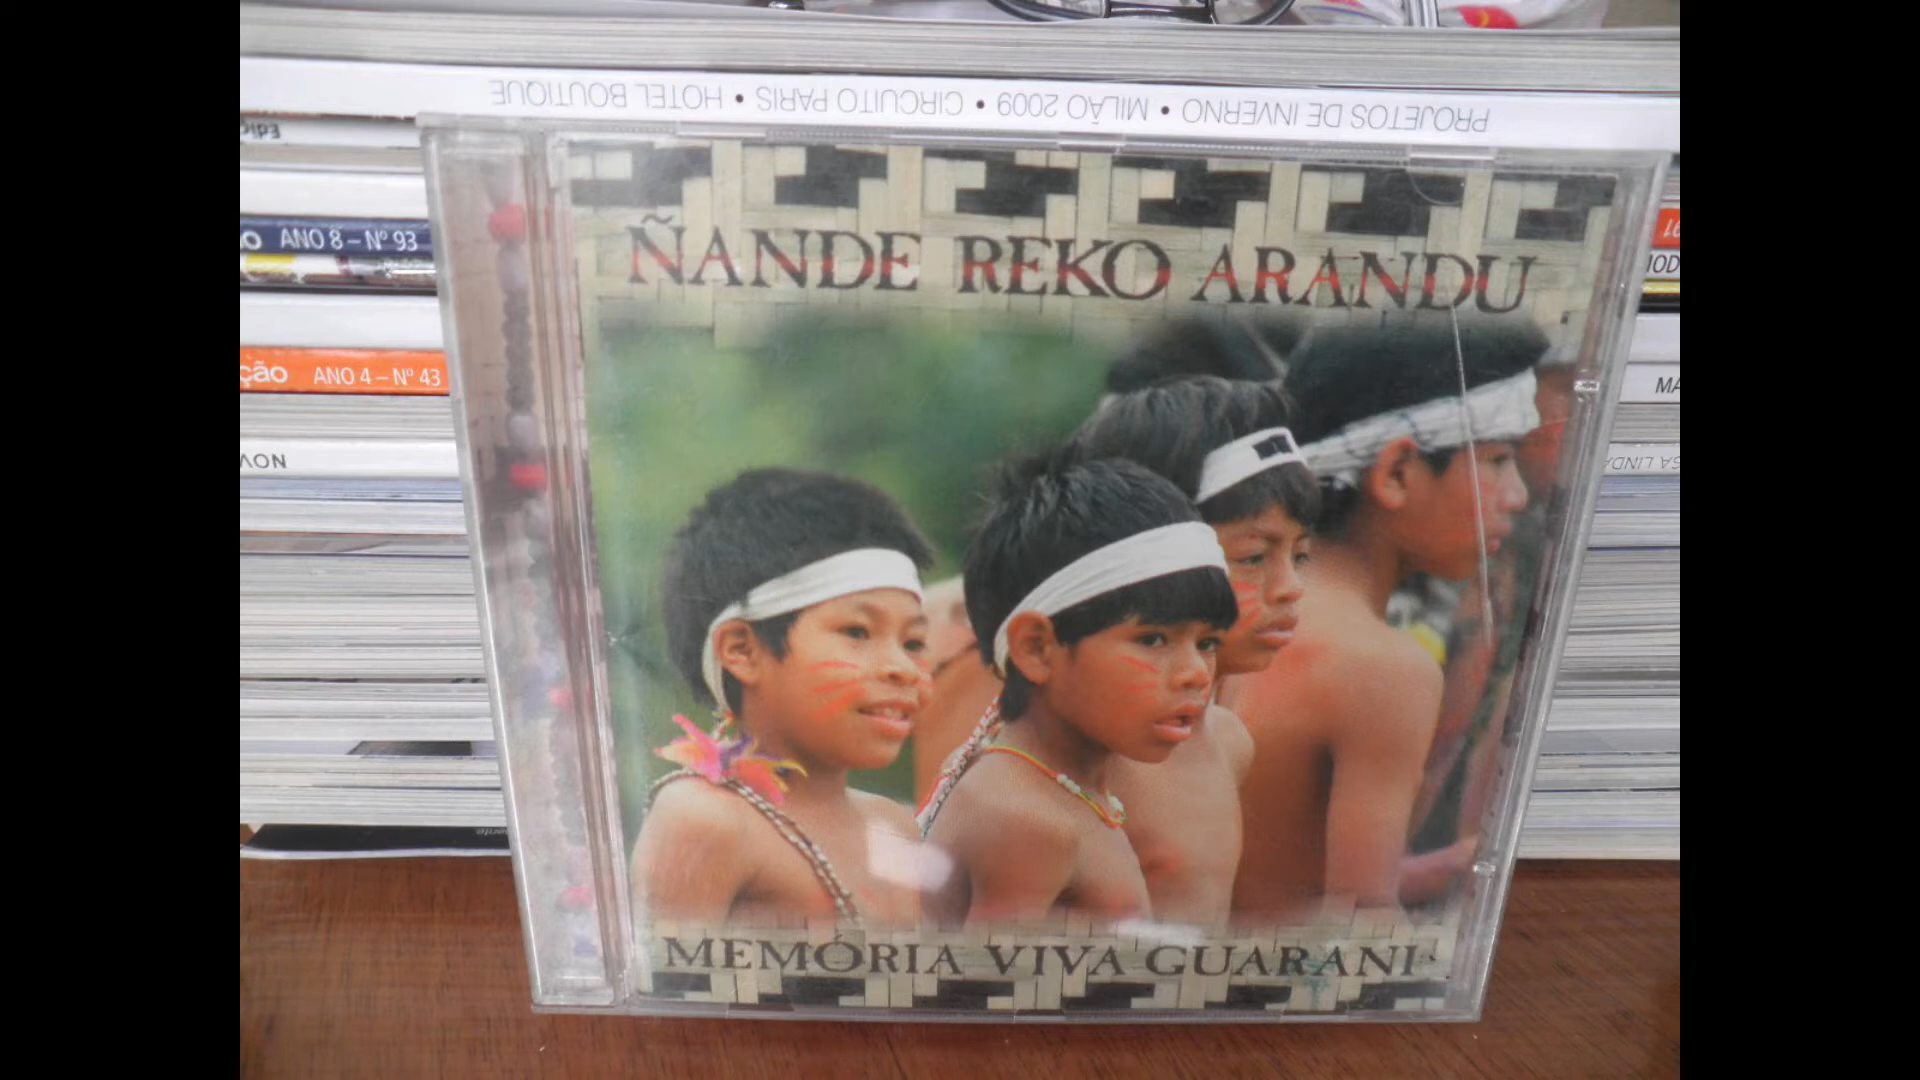 PROJETOS DE INVERNO • MILÃO 2009 • CIRCUITO PARIS • HOTEL BOUTIQUE
ANO 8 – Nº 93
ção ANO 4 – Nº 43
NOV
ÑANDE REKO ARANDU
MEMÓRIA VIVA GUARANI